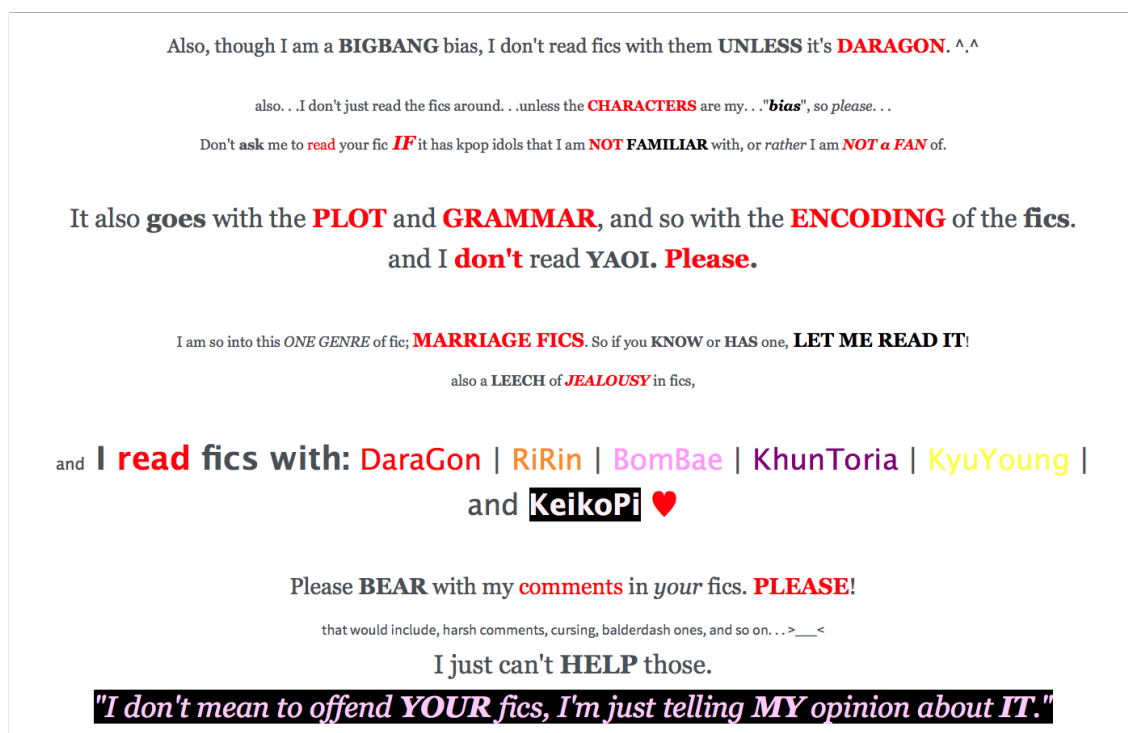 Also, though I am a BIGBANG bias, I don't read fics with them UNLESS it's DARAGON. ^.^
also. . .I don't just read the fics around. . .unless the CHARACTERS are my. . ."bias", so please. . .
Don't ask me to read your fic IF it has kpop idols that I am NOT FAMILIAR with, or rather I am NOT a FAN of.
It also goes with the PLOT and GRAMMAR, and so with the ENCODING of the fics.
and I don't read YAOI. Please.
I am so into this ONE GENRE of fic; MARRIAGE FICS. So if you KNOW or HAS one, LET ME READ IT!
also a LEECH of JEALOUSY in fics,
and I read fics with: DaraGon | RiRin | BomBae | KhunToria | KyuYoung |
and KeikoPi ♥
Please BEAR with my comments in your fics. PLEASE!
that would include, harsh comments, cursing, balderdash ones, and so on. . . >___<
I just can't HELP those.
"I don't mean to offend YOUR fics, I'm just telling MY opinion about IT."